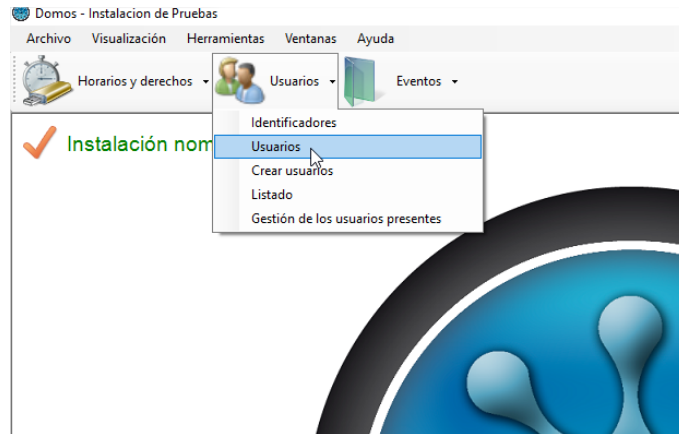 Domos - Instalacion de Pruebas
Archivo Visualización Herramientas Ventanas Ayuda
Horarios y derechos Usuarios Eventos
Identificadores
Instalación nom
Usuarios
Crear usuarios
Listado
Gestión de los usuarios presentes